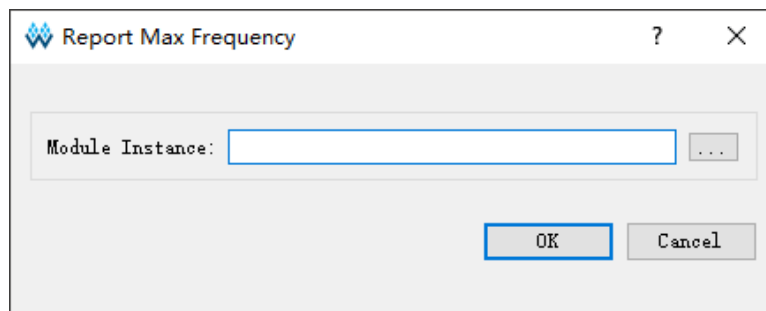 Report Max Frequency ? ×
Module Instance: ...
OK Cancel